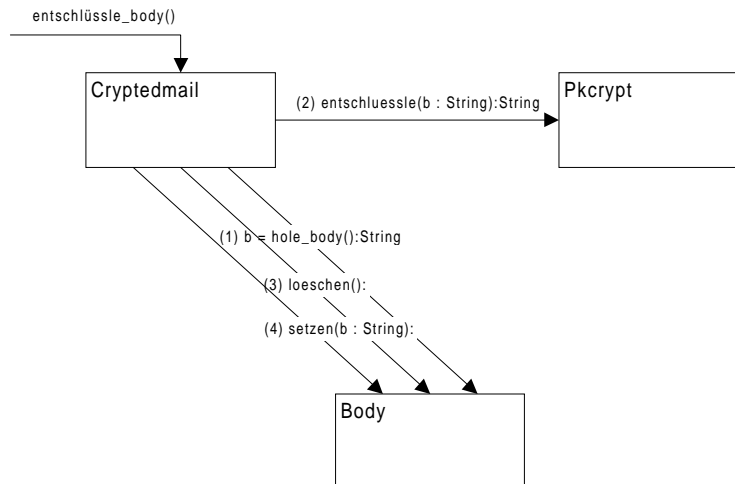 entschlüssle_body()
Cryptedmail
(2) entschluessle(b : String):String
Pkcrypt
(1) b = hole_body():String
(3) loeschen():
(4) setzen(b : String):
Body